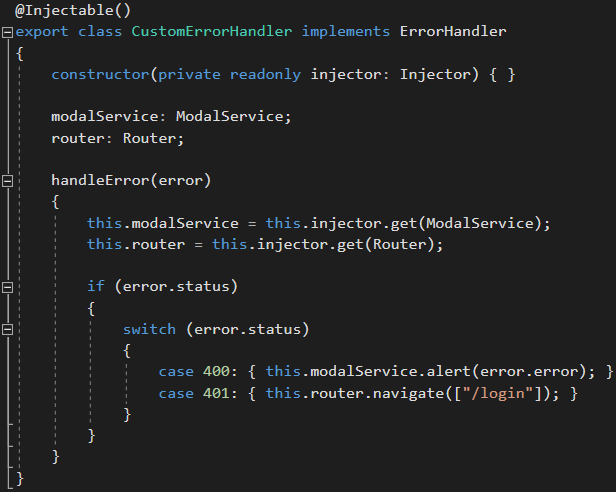 @Injectable()
export class CustomErrorHandler implements ErrorHandler
{
constructor(private readonly injector: Injector) { }
modalService: ModalService;
router: Router;
handleError(error)
{
this.modalService = this.injector.get(ModalService);
this.router = this.injector.get(Router);
if (error.status)
{
switch (error.status)
{
case 400: { this.modalService.alert(error.error); }
case 401: { this.router.navigate(["/login"]); }
}
}
}
}